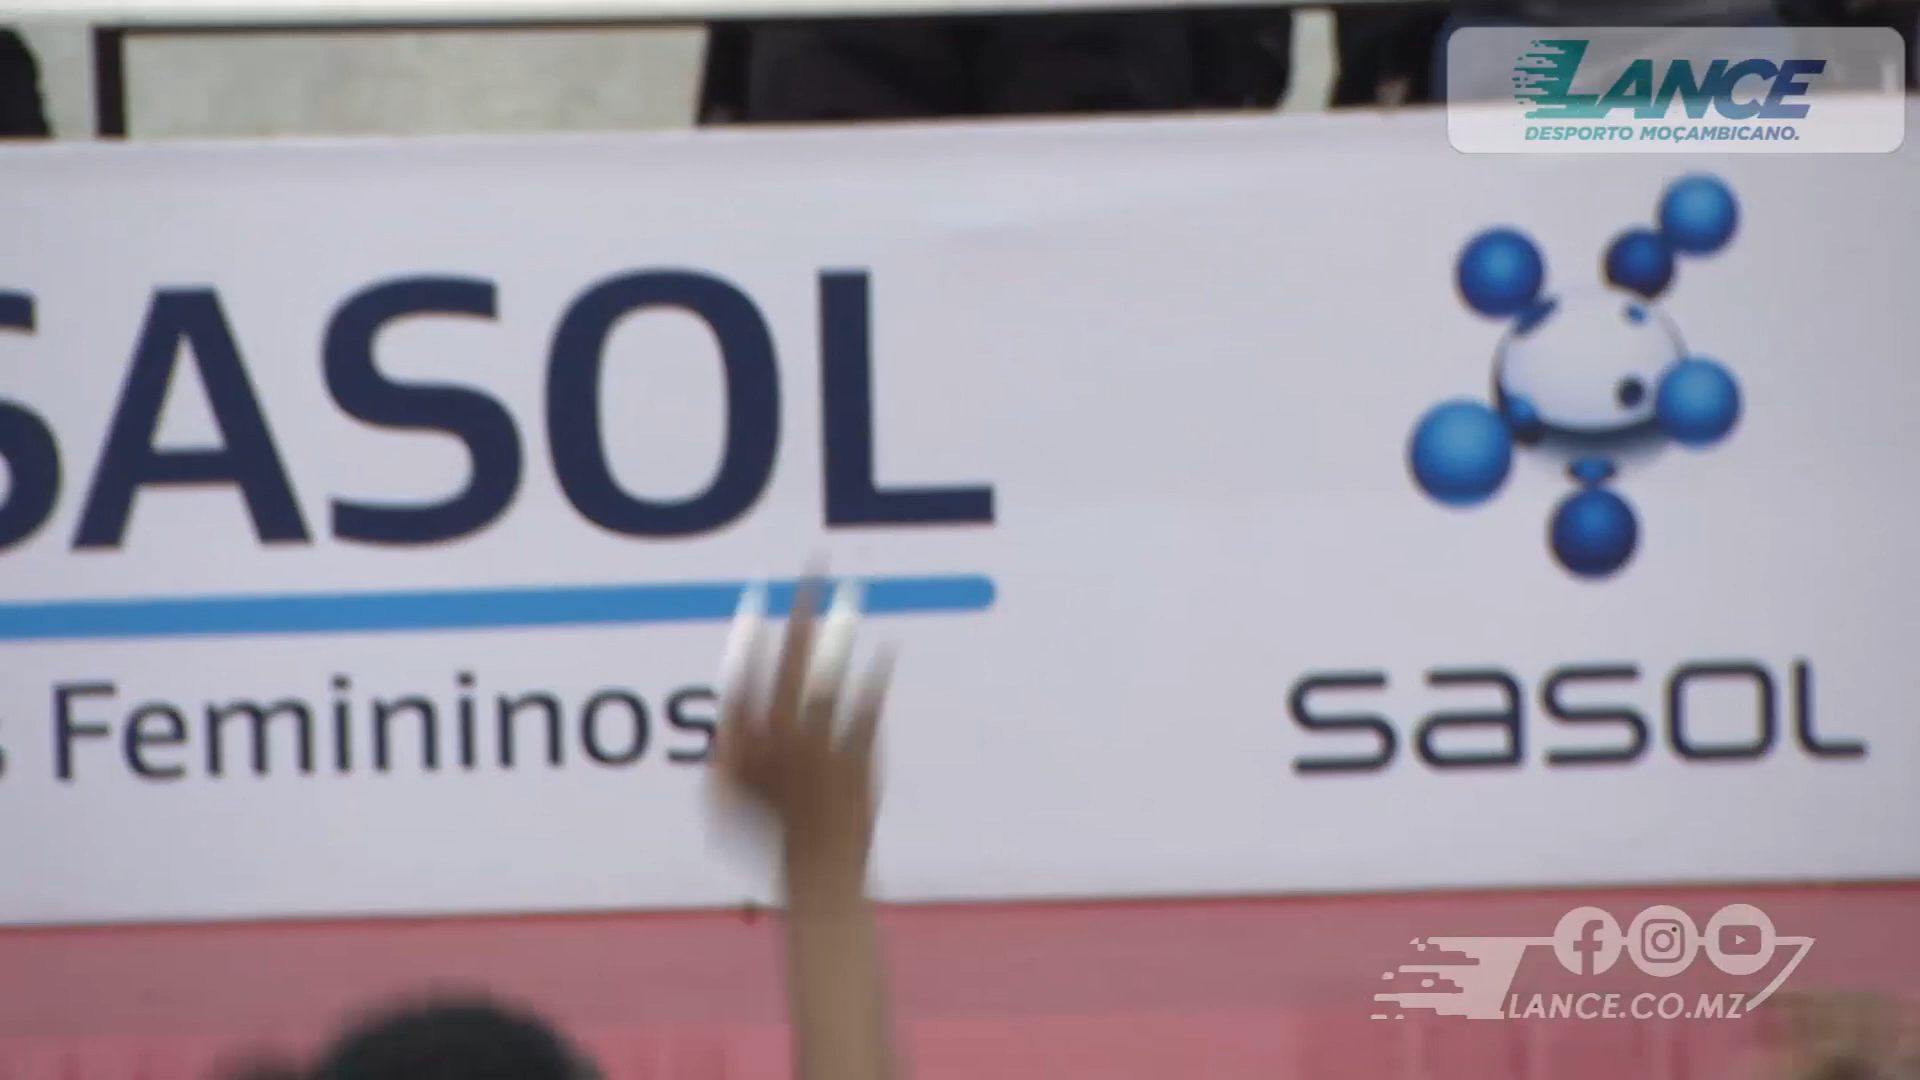 LANCE
DESPORTO MOÇAMBICANO.
SASOL
Femininos
sasol
LANCE.CO.MZ